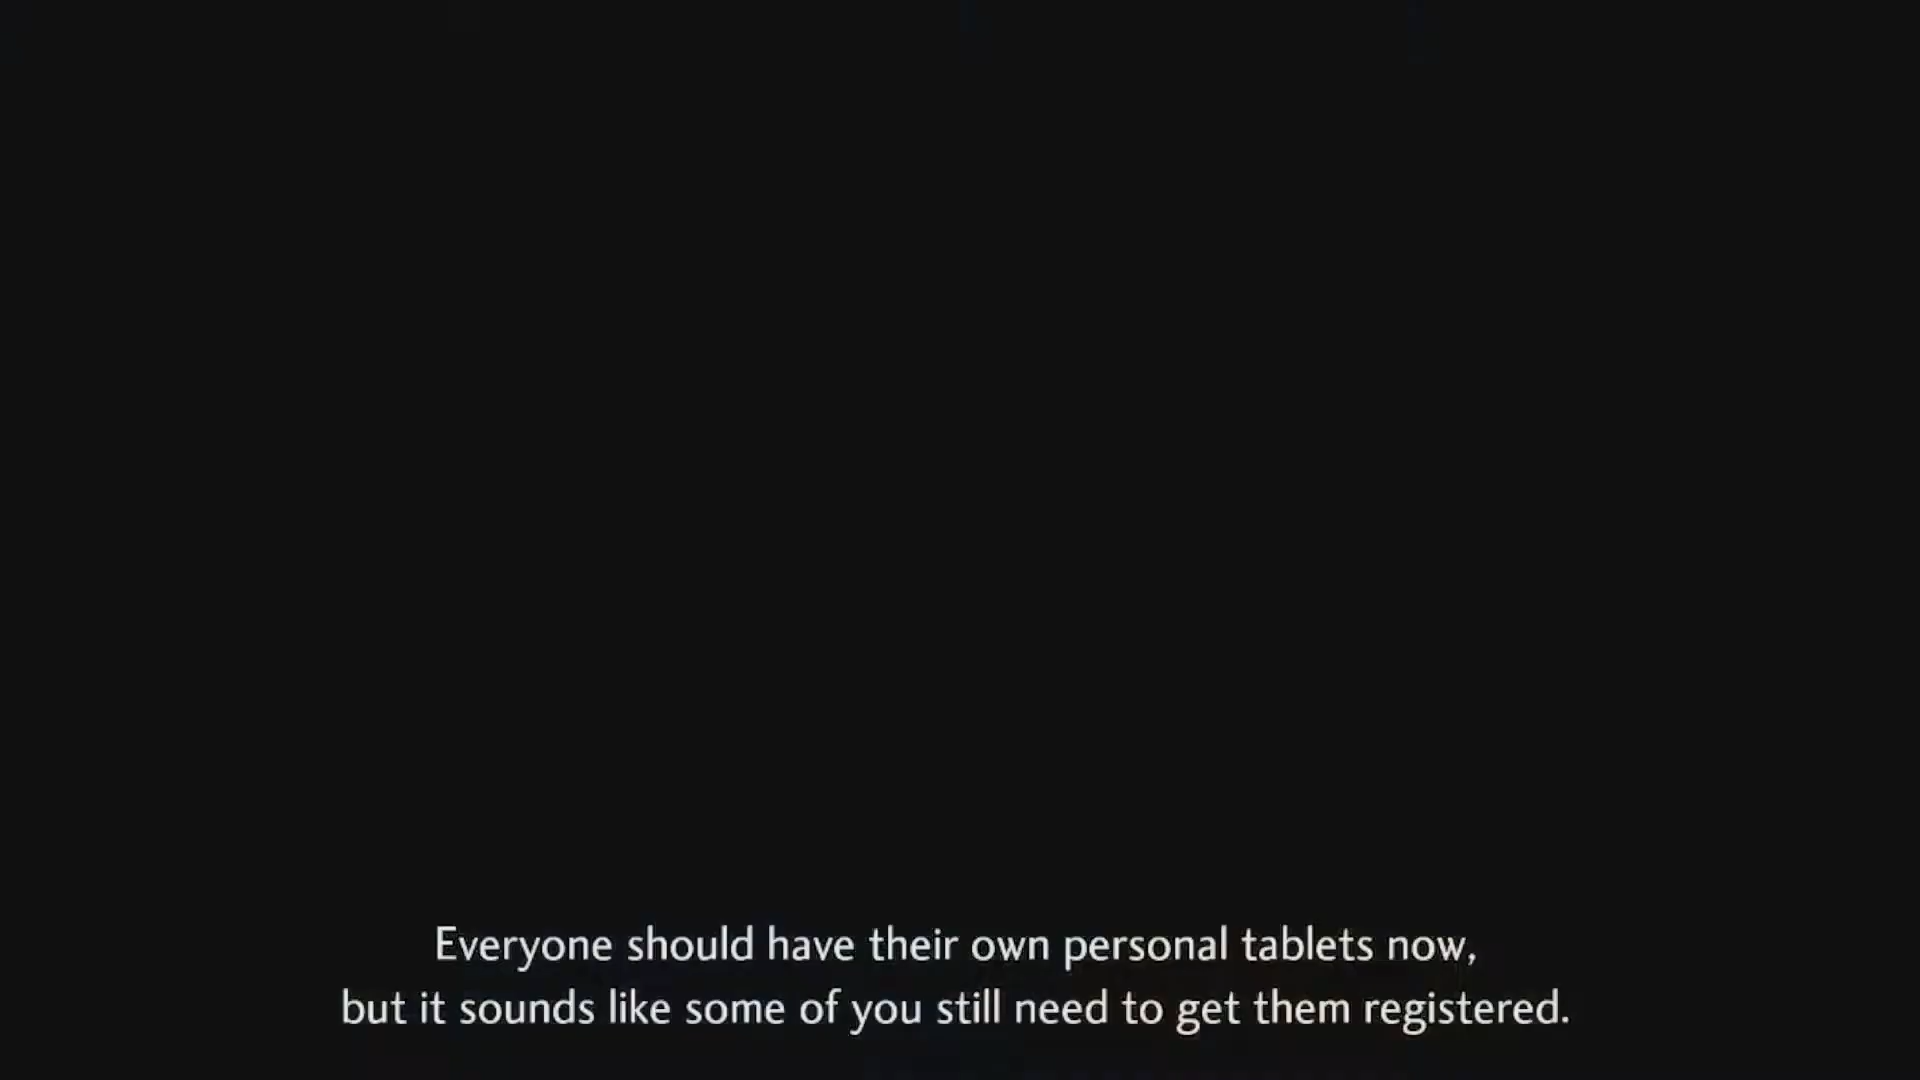 Everyone should have their own personal tablets now,
but it sounds like some of you still need to get them registered.